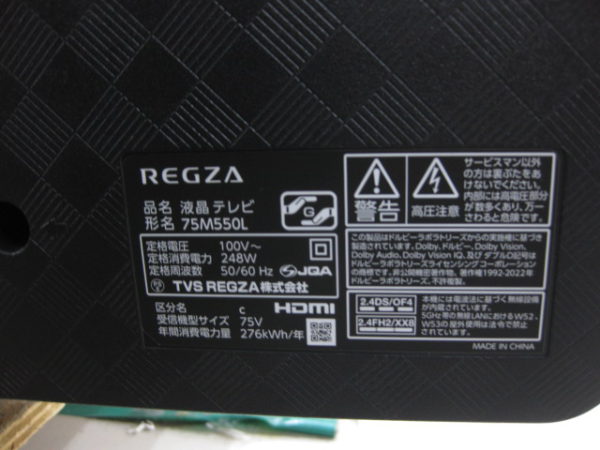 REGZA
品名 液晶テレビ
形名 75M550L
G
定格電圧 100V～
定格消費電力 248W
定格周波数 50/60 Hz
JQA
TVS REGZA株式会社
区分名 c
HDMI
受信機型サイズ 75V
年間消費電力量 276kWh/年
警告
高圧注意
サービスマン以外
の方は裏ぶたをあ
けないでください。
内部には高電圧部分
が数多くあり、万一
さわると危険です。
この製品はドルビーラボラトリーズからの実施権に基づき
製造されています。Dolby、ドルビー、Dolby Vision、
Dolby Audio、Dolby Vision IQ、及びダブルD記号は
ドルビーラボラトリーズライセンシング コーポレーション
の商標です。非公開機密著作物。著作権1992-2022年
ドルビーラボラトリーズ。不許複製。
2.4DS/OF4
2.4FH2/XX8
本機には電波法に基づく無線設備
が内蔵されています。
5GHz帯の無線LANにおけるW52、
W53の屋外使用は法令で禁止
されています。
MADE IN CHINA